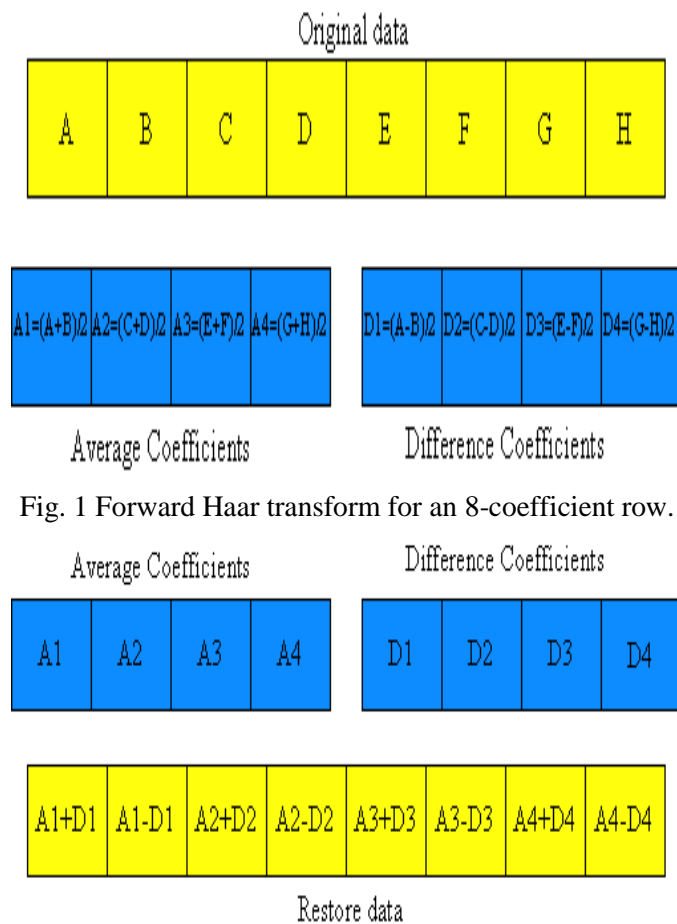 Original data
A B C D E F G H
A1=(A+B)/2 A2=(C+D)/2 A3=(E+F)/2 A4=(G+H)/2 D1=(A-B)/2 D2=(C-D)/2 D3=(E-F)/2 D4=(G-H)/2
Average Coefficients Difference Coefficients
Fig. 1 Forward Haar transform for an 8-coefficient row.
Average Coefficients Difference Coefficients
A1 A2 A3 A4 D1 D2 D3 D4
A1+D1 A1-D1 A2+D2 A2-D2 A3+D3 A3-D3 A4+D4 A4-D4
Restore data